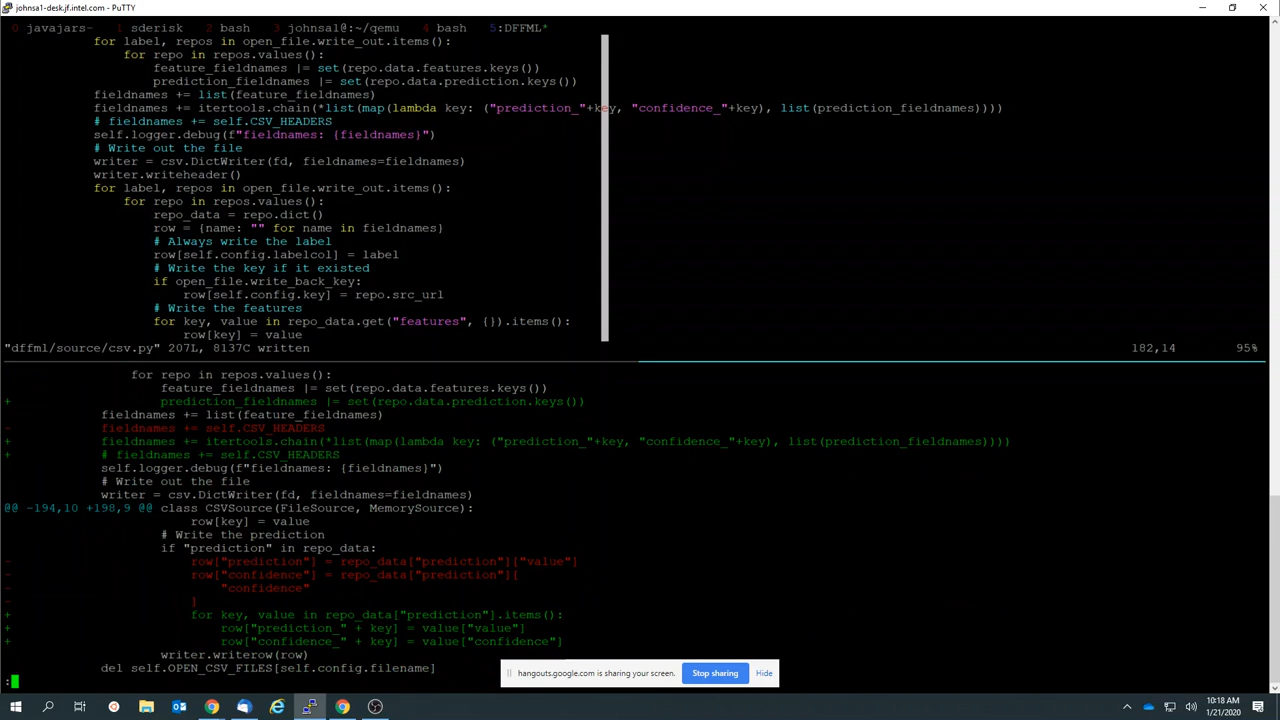 johnsa1-desk.jf.intel.com - PuTTY
0 javajars- 1 sderisk 2 bash 3 johnsa1@:~/qemu 4 bash 5:DFFML*
for label, repos in open_file.write_out.items():
for repo in repos.values():
feature_fieldnames |= set(repo.data.features.keys())
prediction_fieldnames |= set(repo.data.prediction.keys())
fieldnames += list(feature_fieldnames)
fieldnames += itertools.chain(*list(map(lambda key: ("prediction_"+key, "confidence_"+key), list(prediction_fieldnames))))
# fieldnames += self.CSV_HEADERS
self.logger.debug(f"fieldnames: {fieldnames}")
# Write out the file
writer = csv.DictWriter(fd, fieldnames=fieldnames)
writer.writeheader()
for label, repos in open_file.write_out.items():
for repo in repos.values():
repo_data = repo.dict()
row = {name: "" for name in fieldnames}
# Always write the label
row[self.config.labelcol] = label
# Write the key if it existed
if open_file.write_back_key:
row[self.config.key] = repo.src_url
# Write the features
for key, value in repo_data.get("features", {}).items():
row[key] = value
"dffml/source/csv.py" 207L, 8137C written 182,14 95%
for repo in repos.values():
feature_fieldnames |= set(repo.data.features.keys())
+ prediction_fieldnames |= set(repo.data.prediction.keys())
fieldnames += list(feature_fieldnames)
- fieldnames += self.CSV_HEADERS
+ fieldnames += itertools.chain(*list(map(lambda key: ("prediction_"+key, "confidence_"+key), list(prediction_fieldnames))))
+ # fieldnames += self.CSV_HEADERS
self.logger.debug(f"fieldnames: {fieldnames}")
# Write out the file
writer = csv.DictWriter(fd, fieldnames=fieldnames)
@@ -194,10 +198,9 @@ class CSVSource(FileSource, MemorySource):
row[key] = value
# Write the prediction
if "prediction" in repo_data:
- row["prediction"] = repo_data["prediction"]["value"]
- row["confidence"] = repo_data["prediction"][
- "confidence"
- ]
+ for key, value in repo_data["prediction"].items():
+ row["prediction_" + key] = value["value"]
+ row["confidence_" + key] = value["confidence"]
writer.writerow(row)
del self.OPEN_CSV_FILES[self.config.filename]
:
hangouts.google.com is sharing your screen. Stop sharing Hide
10:18 AM
1/21/2020